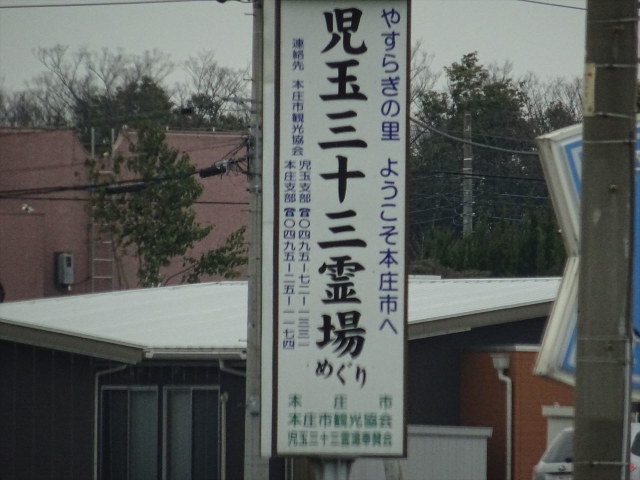 やすらぎの里 ようこそ本庄市へ
児玉三十三霊場
めぐり
連絡先 本庄市観光協会
児玉支部 ☎〇四九五ー七二ー一三三一
本庄支部 ☎〇四九五ー二五ー一一七四
本庄市
本庄市観光協会
児玉三十三霊場奉賛会